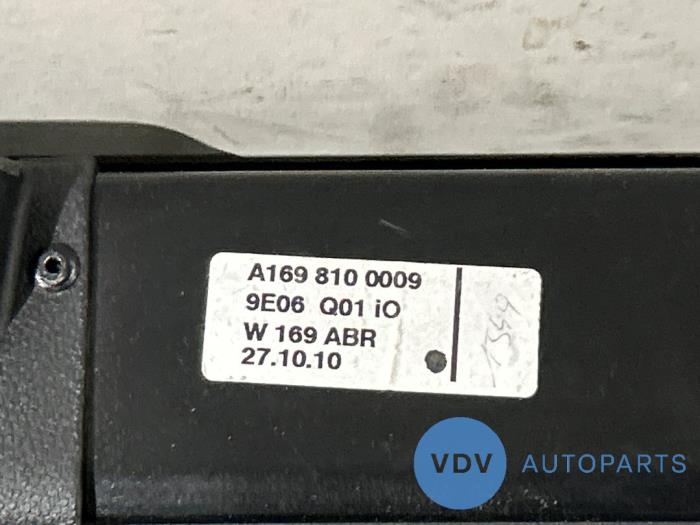 A169 810 0009
9E06 Q01 iO
W 169 ABR
27.10.10
VDV AUTOPARTS